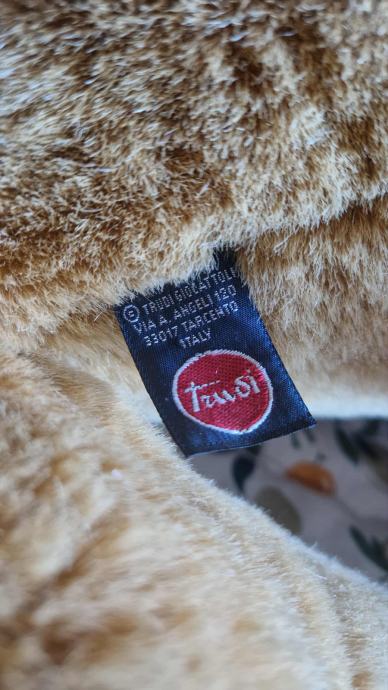 © TRUDI GIOCATTOLI
VIA A. ANGELI 120
33017 TARCENTO
ITALY
Trudi